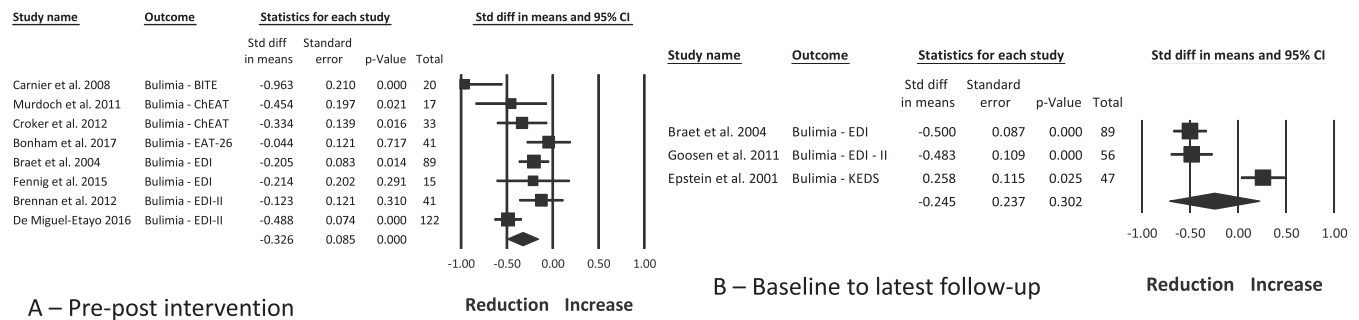 Study name Outcome Statistics for each study Std diff in means and 95% CI
Std diff in means Standard error p-Value Total
Carnier et al. 2008 Bulimia - BITE -0.963 0.210 0.000 20
Murdoch et al. 2011 Bulimia - ChEAT -0.454 0.197 0.021 17
Croker et al. 2012 Bulimia - ChEAT -0.334 0.139 0.016 33
Bonham et al. 2017 Bulimia - EAT-26 -0.044 0.121 0.717 41
Braet et al. 2004 Bulimia - EDI -0.205 0.083 0.014 89
Fennig et al. 2015 Bulimia - EDI -0.214 0.202 0.291 15
Brennan et al. 2012 Bulimia - EDI-II -0.123 0.121 0.310 41
De Miguel-Etayo 2016 Bulimia - EDI-II -0.488 0.074 0.000 122
-0.326 0.085 0.000
-1.00 -0.50 0.00 0.50 1.00
Reduction Increase
A – Pre-post intervention
Study name Outcome Statistics for each study Std diff in means and 95% CI
Std diff in means Standard error p-Value Total
Braet et al. 2004 Bulimia - EDI -0.500 0.087 0.000 89
Goosen et al. 2011 Bulimia - EDI - II -0.483 0.109 0.000 56
Epstein et al. 2001 Bulimia - KEDS 0.258 0.115 0.025 47
-0.245 0.237 0.302
-1.00 -0.50 0.00 0.50 1.00
Reduction Increase
B – Baseline to latest follow-up